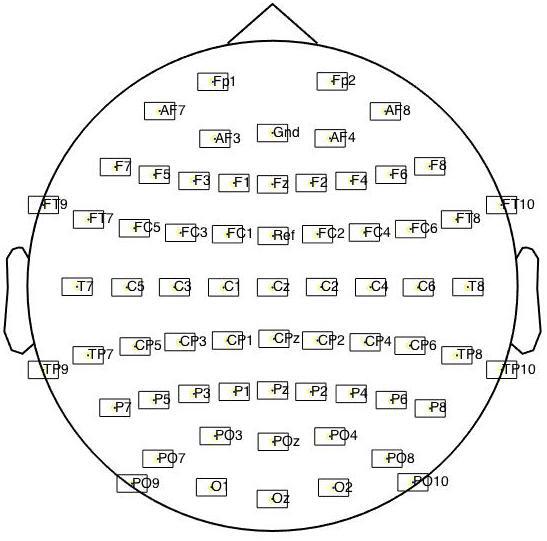 Fp1 Fp2
AF7 AF8
AF3 Gnd AF4
F7 F5 F3 F1 Fz F2 F4 F6 F8
FT9 FT7 FC5 FC3 FC1 Ref FC2 FC4 FC6 FT8 FT10
T7 C5 C3 C1 Cz C2 C4 C6 T8
TP9 TP7 CP5 CP3 CP1 CPz CP2 CP4 CP6 TP8 TP10
P7 P5 P3 P1 Pz P2 P4 P6 P8
PO3 POz PO4
PO7 PO8
PO9 O1 Oz O2 PO10